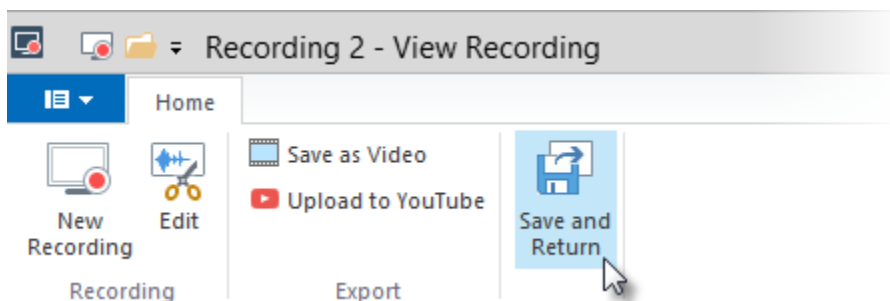 Recording 2 - View Recording
Home
Save as Video
Upload to YouTube
New
Recording
Edit
Save and
Return
Recording
Export